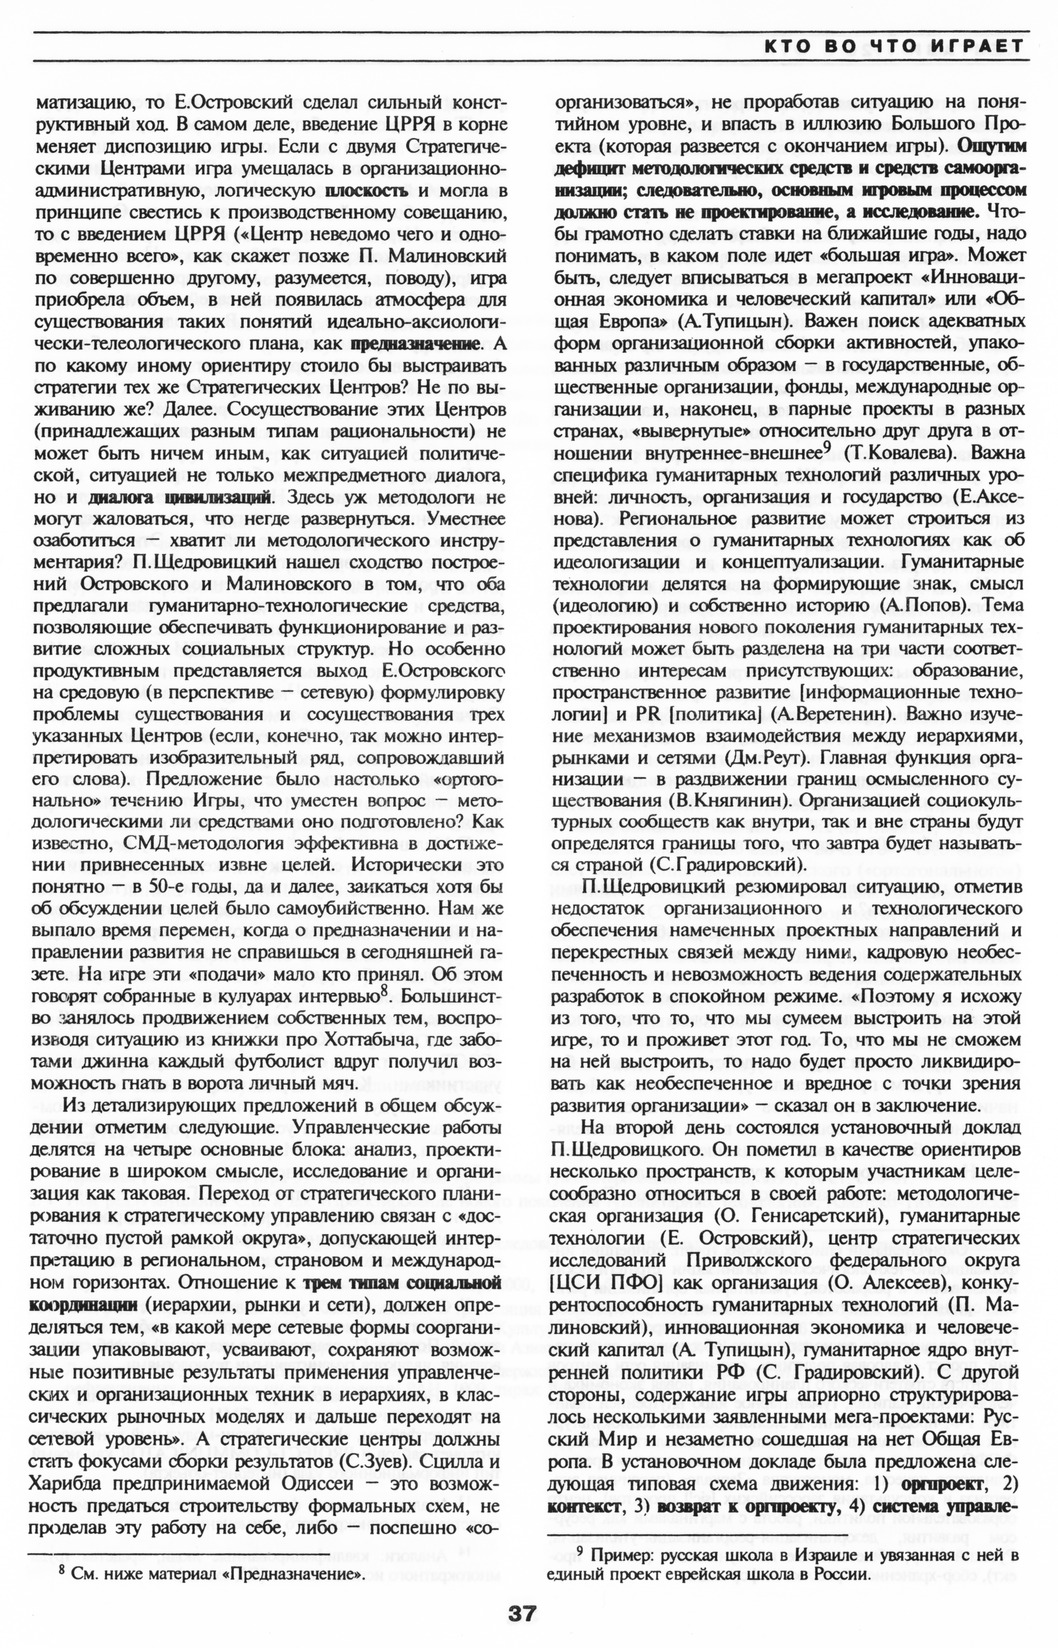 КТО ВО ЧТО ИГРАЕТ
матизацию, то Е.Островский сделал сильный конст-
руктивный ход. В самом деле, введение ЦРРЯ в корне
меняет диспозицию игры. Если с двумя Стратегиче-
скими Центрами игра умещалась в организационно-
административную, логическую плоскость и могла в
принципе свестись к производственному совещанию,
то с введением ЦРРЯ («Центр неведомо чего и одно-
временно всего», как скажет позже П. Малиновский
по совершенно другому, разумеется, поводу), игра
приобрела объем, в ней появилась атмосфера для
существования таких понятий идеально-аксиологи-
чески-телеологического плана, как предназначение. А
по какому иному ориентиру стоило бы выстраивать
стратегии тех же Стратегических Центров? Не по вы-
живанию же? Далее. Сосуществование этих Центров
(принадлежащих разным типам рациональности) не
может быть ничем иным, как ситуацией политиче-
ской, ситуацией не только межпредметного диалога,
но и диалога цивилизаций. Здесь уж методологи не
могут жаловаться, что негде развернуться. Уместнее
озаботиться — хватит ли методологического инстру-
ментария? П.Щедровицкий нашел сходство построе-
ний Островского и Малиновского в том, что оба
предлагали гуманитарно-технологические средства,
позволяющие обеспечивать функционирование и раз-
витие сложных социальных структур. Но особенно
продуктивным представляется выход Е.Островского
на средовую (в перспективе — сетевую) формулировку
проблемы существования и сосуществования трех
указанных Центров (если, конечно, так можно интер-
претировать изобразительный ряд, сопровождавший
его слова). Предложение было настолько «ортого-
нально» течению Игры, что уместен вопрос — мето-
дологическими ли средствами оно подготовлено? Как
известно, СМД-методология эффективна в достиже-
нии привнесенных извне целей. Исторически это
понятно — в 50-е годы, да и далее, заикаться хотя бы
об обсуждении целей было самоубийственно. Нам же
выпало время перемен, когда о предназначении и на-
правлении развития не справишься в сегодняшней га-
зете. На игре эти «подачи» мало кто принял. Об этом
говорят собранные в кулуарах интервью⁸. Большинст-
во занялось продвижением собственных тем, воспро-
изводя ситуацию из книжки про Хоттабыча, где забо-
тами джинна каждый футболист вдруг получил воз-
можность гнать в ворота личный мяч.
Из детализирующих предложений в общем обсуж-
дении отметим следующие. Управленческие работы
делятся на четыре основные блока: анализ, проекти-
рование в широком смысле, исследование и органи-
зация как таковая. Переход от стратегического плани-
рования к стратегическому управлению связан с «дос-
таточно пустой рамкой округа», допускающей интер-
претацию в региональном, страновом и международ-
ном горизонтах. Отношение к трем типам социальной
координации (иерархии, рынки и сети), должен опре-
деляться тем, «в какой мере сетевые формы соорганизации-
зации упаковывают, усваивают, сохраняют возмож-
ные позитивные результаты применения управленче-
ских и организационных техник в иерархиях, в клас-
сических рыночных моделях и дальше переходят на
сетевой уровень». А стратегические центры должны
стать фокусами сборки результатов (С.Зуев). Сцилла и
Харибда предпринимаемой Одиссеи — это возмож-
ность предаться строительству формальных схем, не
проделав эту работу на себе, либо — поспешно «со-
⁸ См. ниже материал «Предназначение».
организоваться», не проработав ситуацию на поня-
тийном уровне, и впасть в иллюзию Большого Про-
екта (которая развеется с окончанием игры). Ощутим
дефицит методологических средств и средств самоорга-
низации; следовательно, основным игровым процессом
должно стать не проектирование, а исследование. Что-
бы грамотно сделать ставки на ближайшие годы, надо
понимать, в каком поле идет «большая игра». Может
быть, следует вписываться в мегапроект «Инноваци-
онная экономика и человеческий капитал» или «Об-
щая Европа» (А.Тупицын). Важен поиск адекватных
форм организационной сборки активностей, упако-
ванных различным образом — в государственные, об-
щественные организации, фонды, международные ор-
ганизации и, наконец, в парные проекты в разных
странах, «вывернутые» относительно друг друга в от-
ношении внутреннее-внешнее⁹ (Т.Ковалева). Важна
специфика гуманитарных технологий различных уро-
вней: личность, организация и государство (Е.Аксе-
нова). Региональное развитие может строиться из
представления о гуманитарных технологиях как об
идеологизации и концептуализации. Гуманитарные
технологии делятся на формирующие знак, смысл
(идеологию) и собственно историю (А.Попов). Тема
проектирования нового поколения гуманитарных тех-
нологий может быть разделена на три части соответ-
ственно интересам присутствующих: образование,
пространственное развитие [информационные техно-
логии] и PR [политика] (А.Веретенин). Важно изуче-
ние механизмов взаимодействия между иерархиями,
рынками и сетями (Дм.Реут). Главная функция орга-
низации — в раздвижении границ осмысленного су-
ществования (В.Княгинин). Организацией социокуль-
турных сообществ как внутри, так и вне страны будут
определятся границы того, что завтра будет называть-
ся страной (С.Градировский).
П.Щедровицкий резюмировал ситуацию, отметив
недостаток организационного и технологического
обеспечения намеченных проектных направлений и
перекрестных связей между ними, кадровую необес-
печенность и невозможность ведения содержательных
разработок в спокойном режиме. «Поэтому я исхожу
из того, что то, что мы сумеем выстроить на этой
игре, то и проживет этот год. То, что мы не сможем
на ней выстроить, то надо будет просто ликвидиро-
вать как необеспеченное и вредное с точки зрения
развития организации» — сказал он в заключение.
На второй день состоялся установочный доклад
П.Щедровицкого. Он пометил в качестве ориентиров
несколько пространств, к которым участникам целе-
сообразно относиться в своей работе: методологиче-
ская организация (О. Генисаретский), гуманитарные
технологии (Е. Островский), центр стратегических
исследований Приволжского федерального округа
[ЦСИ ПФО] как организация (О. Алексеев), конку-
рентоспособность гуманитарных технологий (П. Ма-
линовский), инновационная экономика и человече-
ский капитал (А. Тупицын), гуманитарное ядро внут-
ренней политики РФ (С. Градировский). С другой
стороны, содержание игры априорно структурирова-
лось несколькими заявленными мега-проектами: Рус-
ский Мир и незаметно сошедшая на нет Общая Ев-
ропа. В установочном докладе была предложена сле-
дующая типовая схема движения: 1) оргпроект, 2)
контекст, 3) возврат к оргпроекту, 4) система управле-
⁹ Пример: русская школа в Израиле и увязанная с ней в
единый проект еврейская школа в России.
37